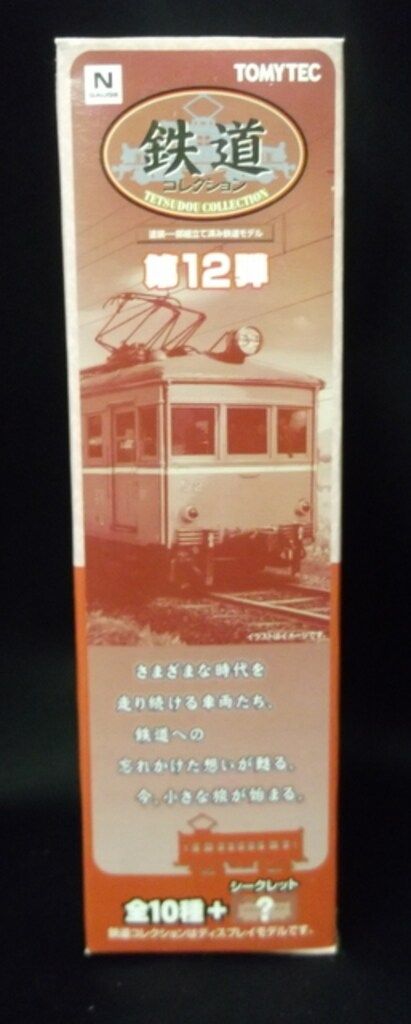 N
TOMYTEC
鉄道
コレクション
TETSUDOU COLLECTION
塗装・一部組立て済み鉄道モデル
第12弾
イラストはイメージです。
さまざまな時代を
走り続ける車両たち。
鉄道への
忘れかけた想いが甦る。
今、小さな旅が始まる。
シークレット
全10種+?
鉄道コレクションはディスプレイモデルです。